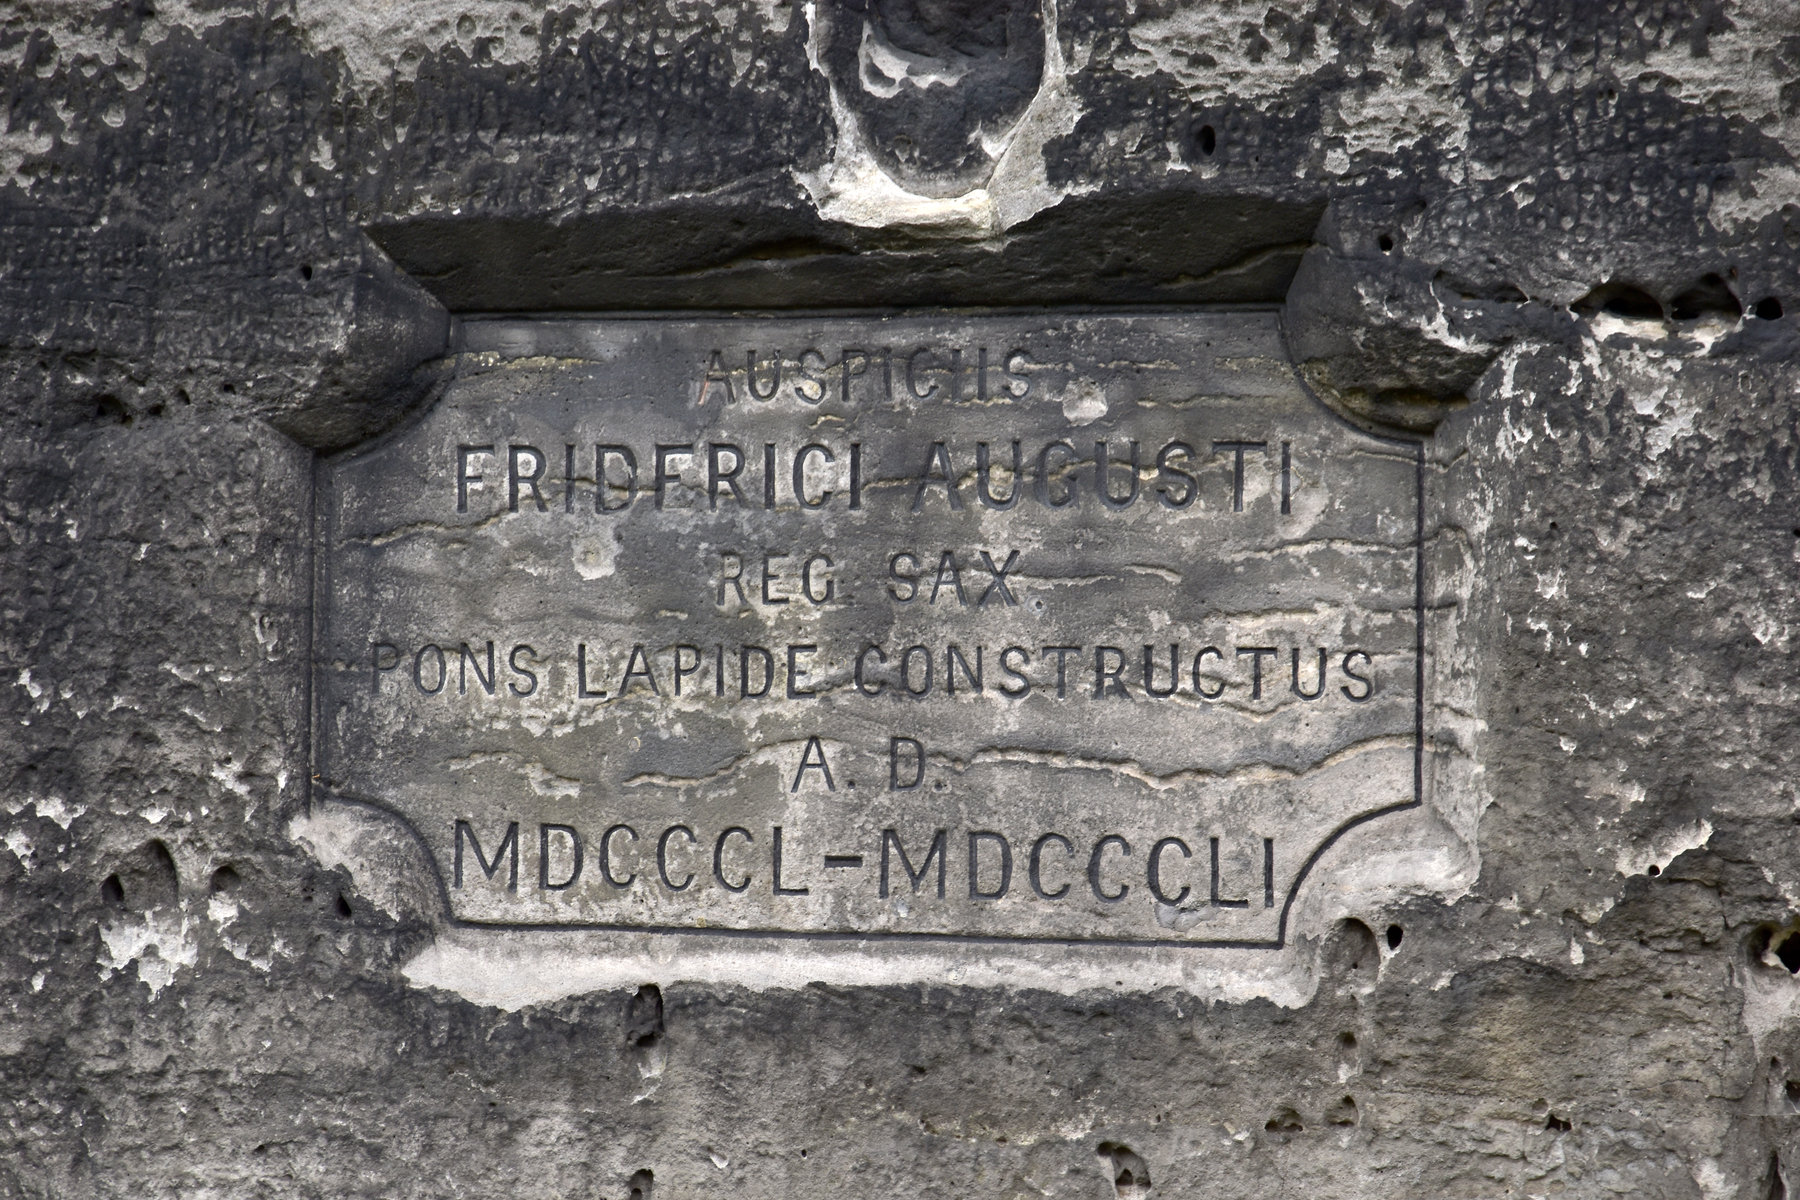 AUSPICIIS
FRIDERICI AUGUSTI
REG SAX.
PONS LAPIDE CONSTRUCTUS
A. D.
MDCCCL-MDCCCLI